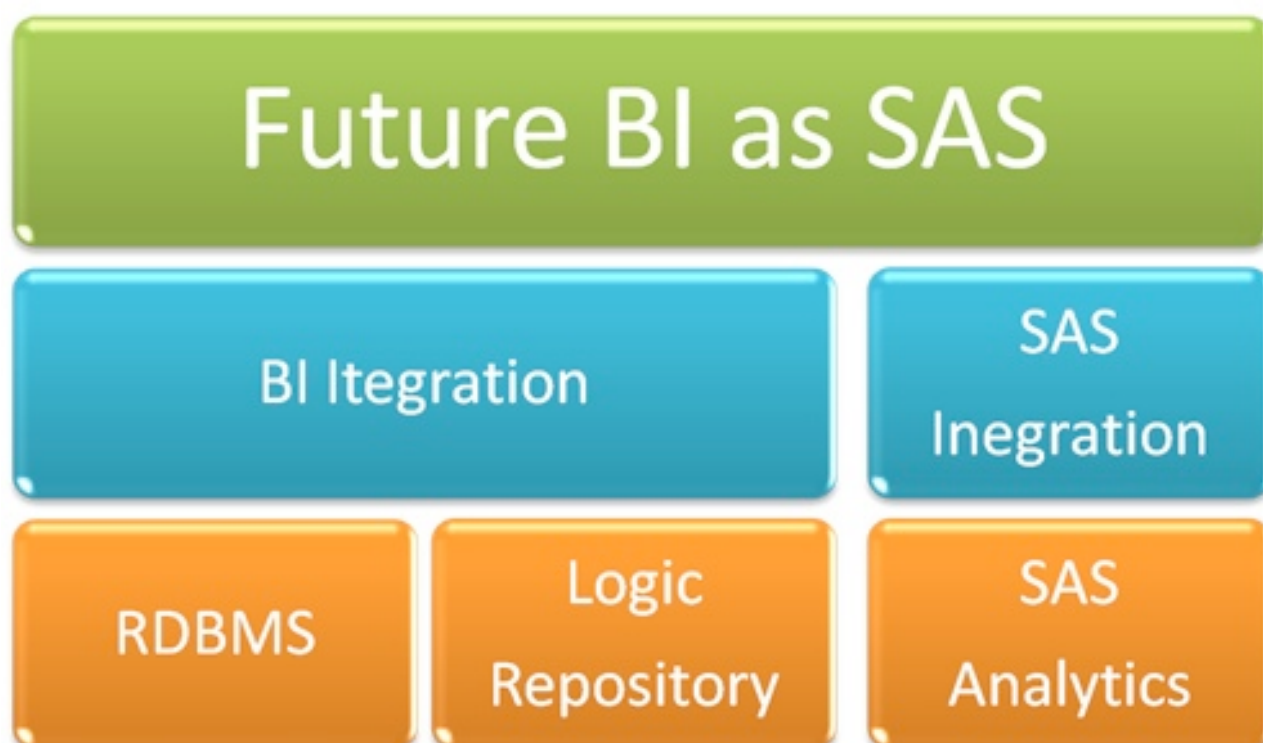 Future BI as SAS
BI Itegration
SAS
Inegration
RDBMS
Logic
Repository
SAS
Analytics